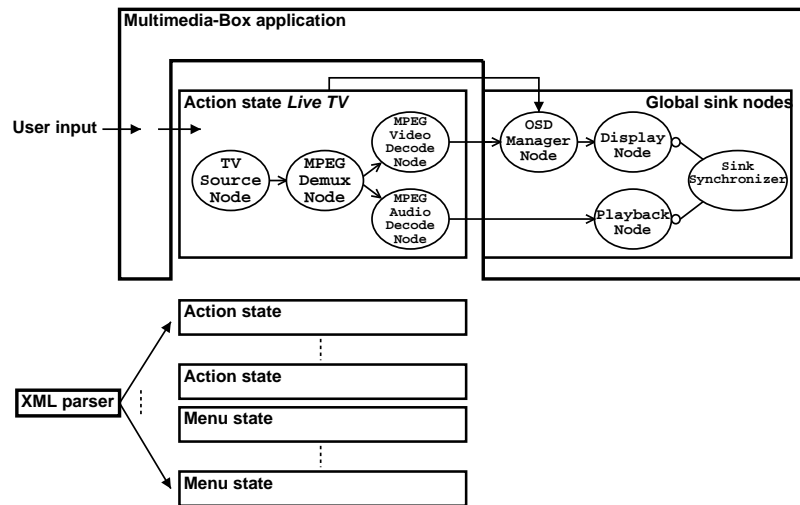 Multimedia-Box application
Action state Live TV
Global sink nodes
User input
TV
Source
Node
MPEG
Demux
Node
MPEG
Video
Decode
Node
MPEG
Audio
Decode
Node
OSD
Manager
Node
Display
Node
Playback
Node
Sink
Synchronizer
Action state
Action state
XML parser
Menu state
Menu state